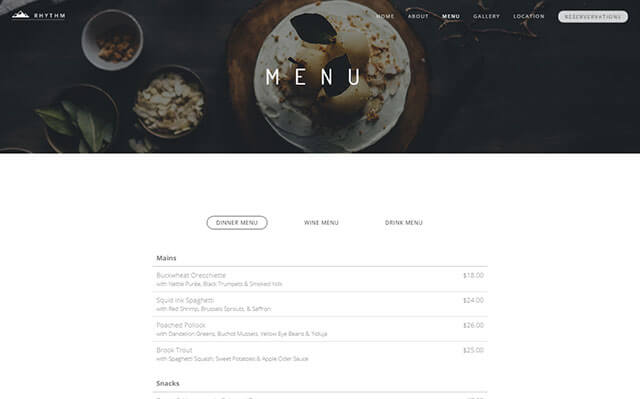 RHYTHM
HOME ABOUT MENU GALLERY LOCATION RESERVERVATIONS
MENU
DINNER MENU WINE MENU DRINK MENU
Mains
Buckwheat Orecchiette $18.00
with Nettle Purée, Black Trumpets & Smoked Yolk
Squid Ink Spaghetti $24.00
with Red Shrimp, Brussels Sprouts, & Saffron
Poached Pollock $26.00
with Dandelion Greens, Buchot Mussels, Yellow Eye Beans &
Brook Trout $25.00
with Spaghetti Squash, Sweet Potatoes & Apple Cider Sauce
Snacks